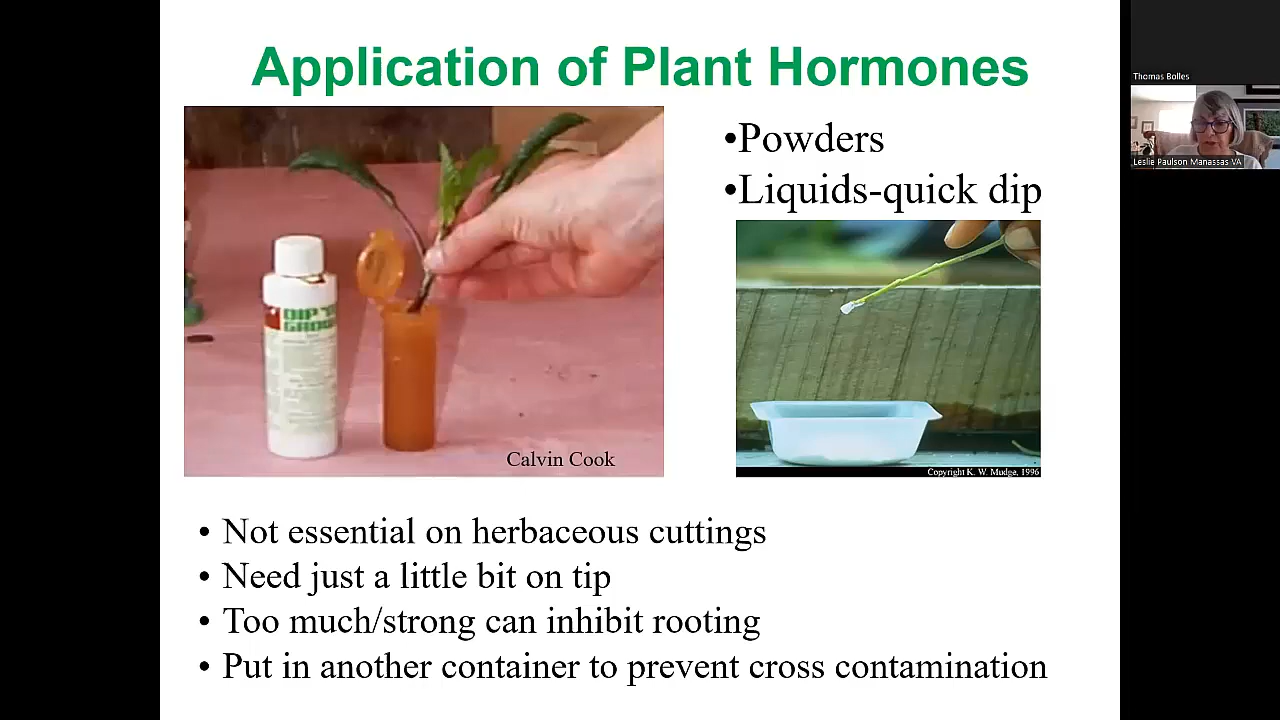 Application of Plant Hormones
•Powders
•Liquids-quick dip
DIP 'N
GROW
Calvin Cook
Copyright K. W. Mudge, 1996
• Not essential on herbaceous cuttings
• Need just a little bit on tip
• Too much/strong can inhibit rooting
• Put in another container to prevent cross contamination
Thomas Bolles
Leslie Paulson Manassas VA